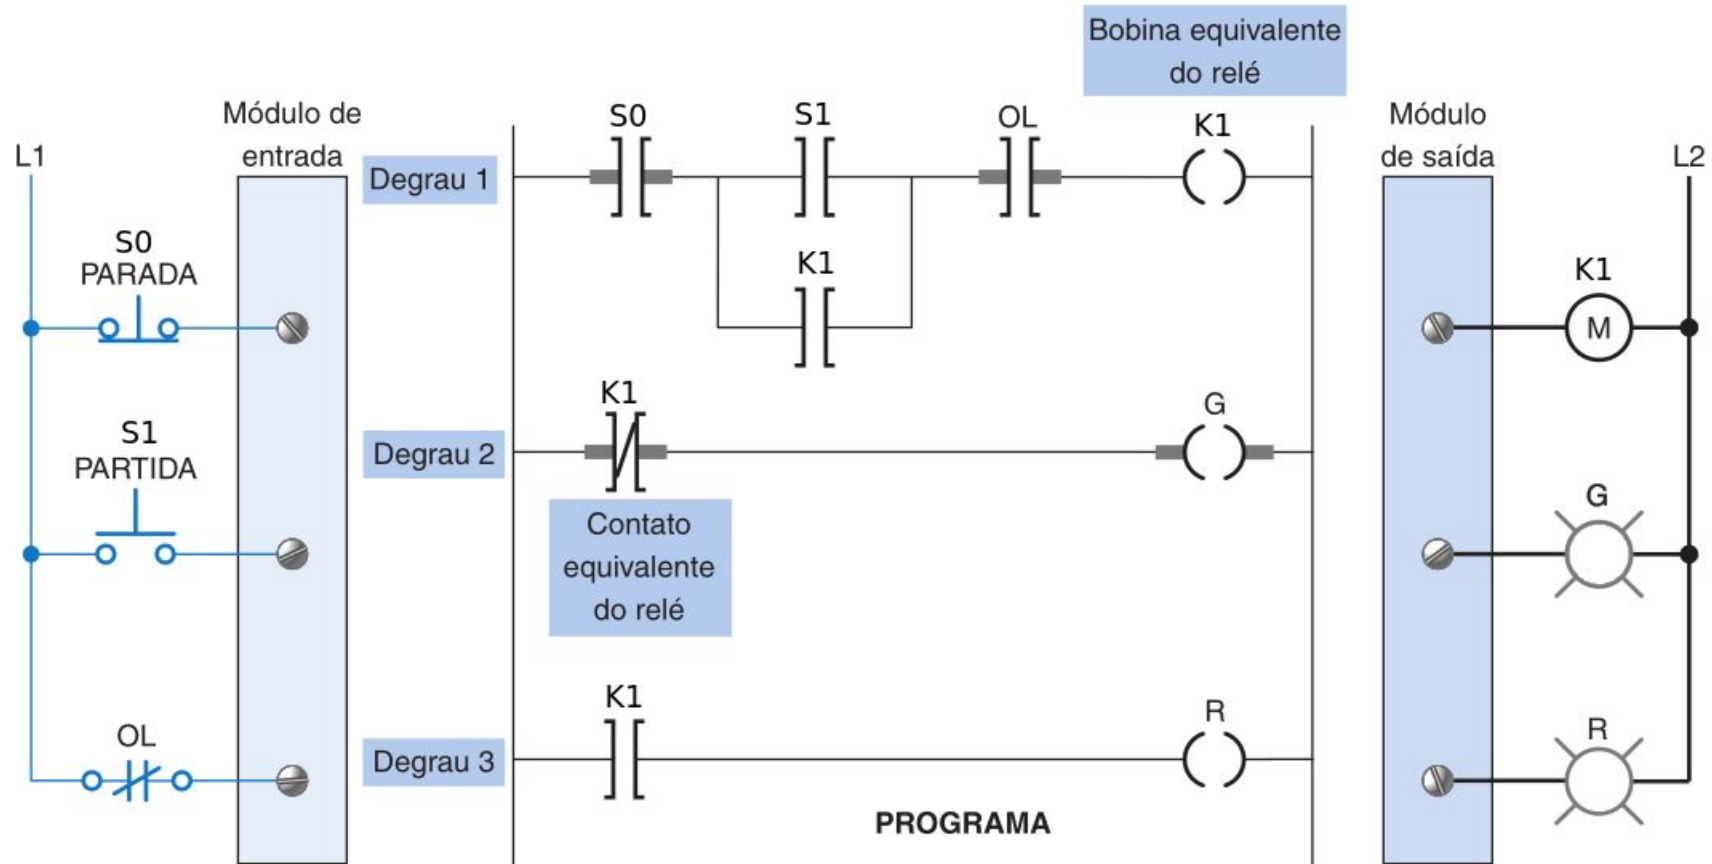 Bobina equivalente
do relé
Módulo de
entrada
L1
S0
PARADA
S1
PARTIDA
OL
Degrau 1
S0
S1
OL
K1
K1
Degrau 2
K1
G
Contato
equivalente
do relé
Degrau 3
K1
R
PROGRAMA
Módulo
de saída
L2
K1
M
G
R